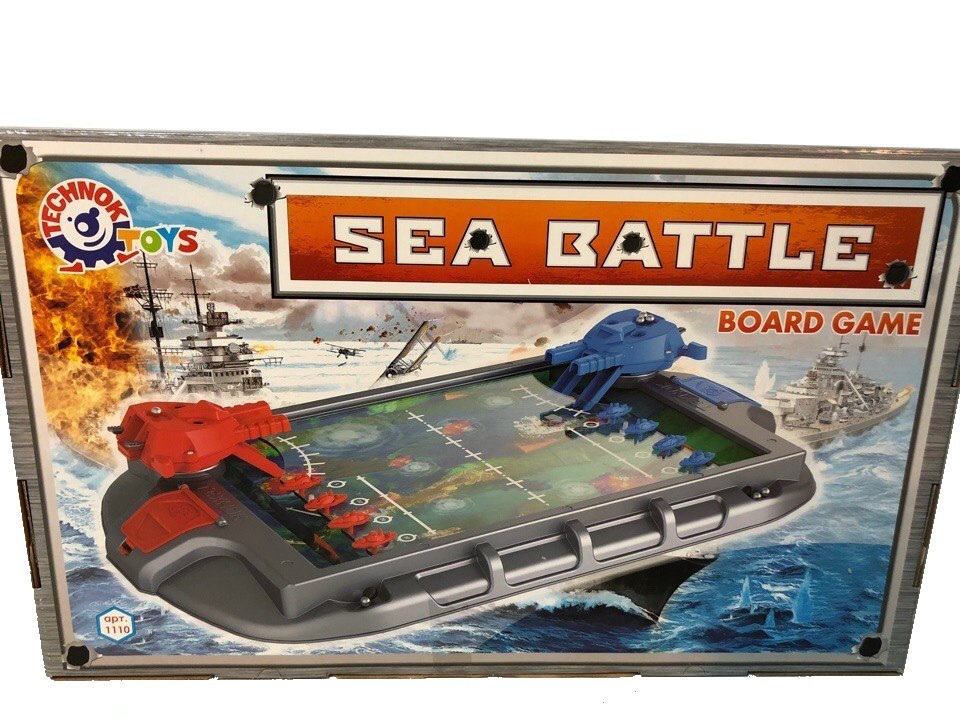 TECHNOK
TOYS
SEA BATTLE
BOARD GAME
арт.
1110